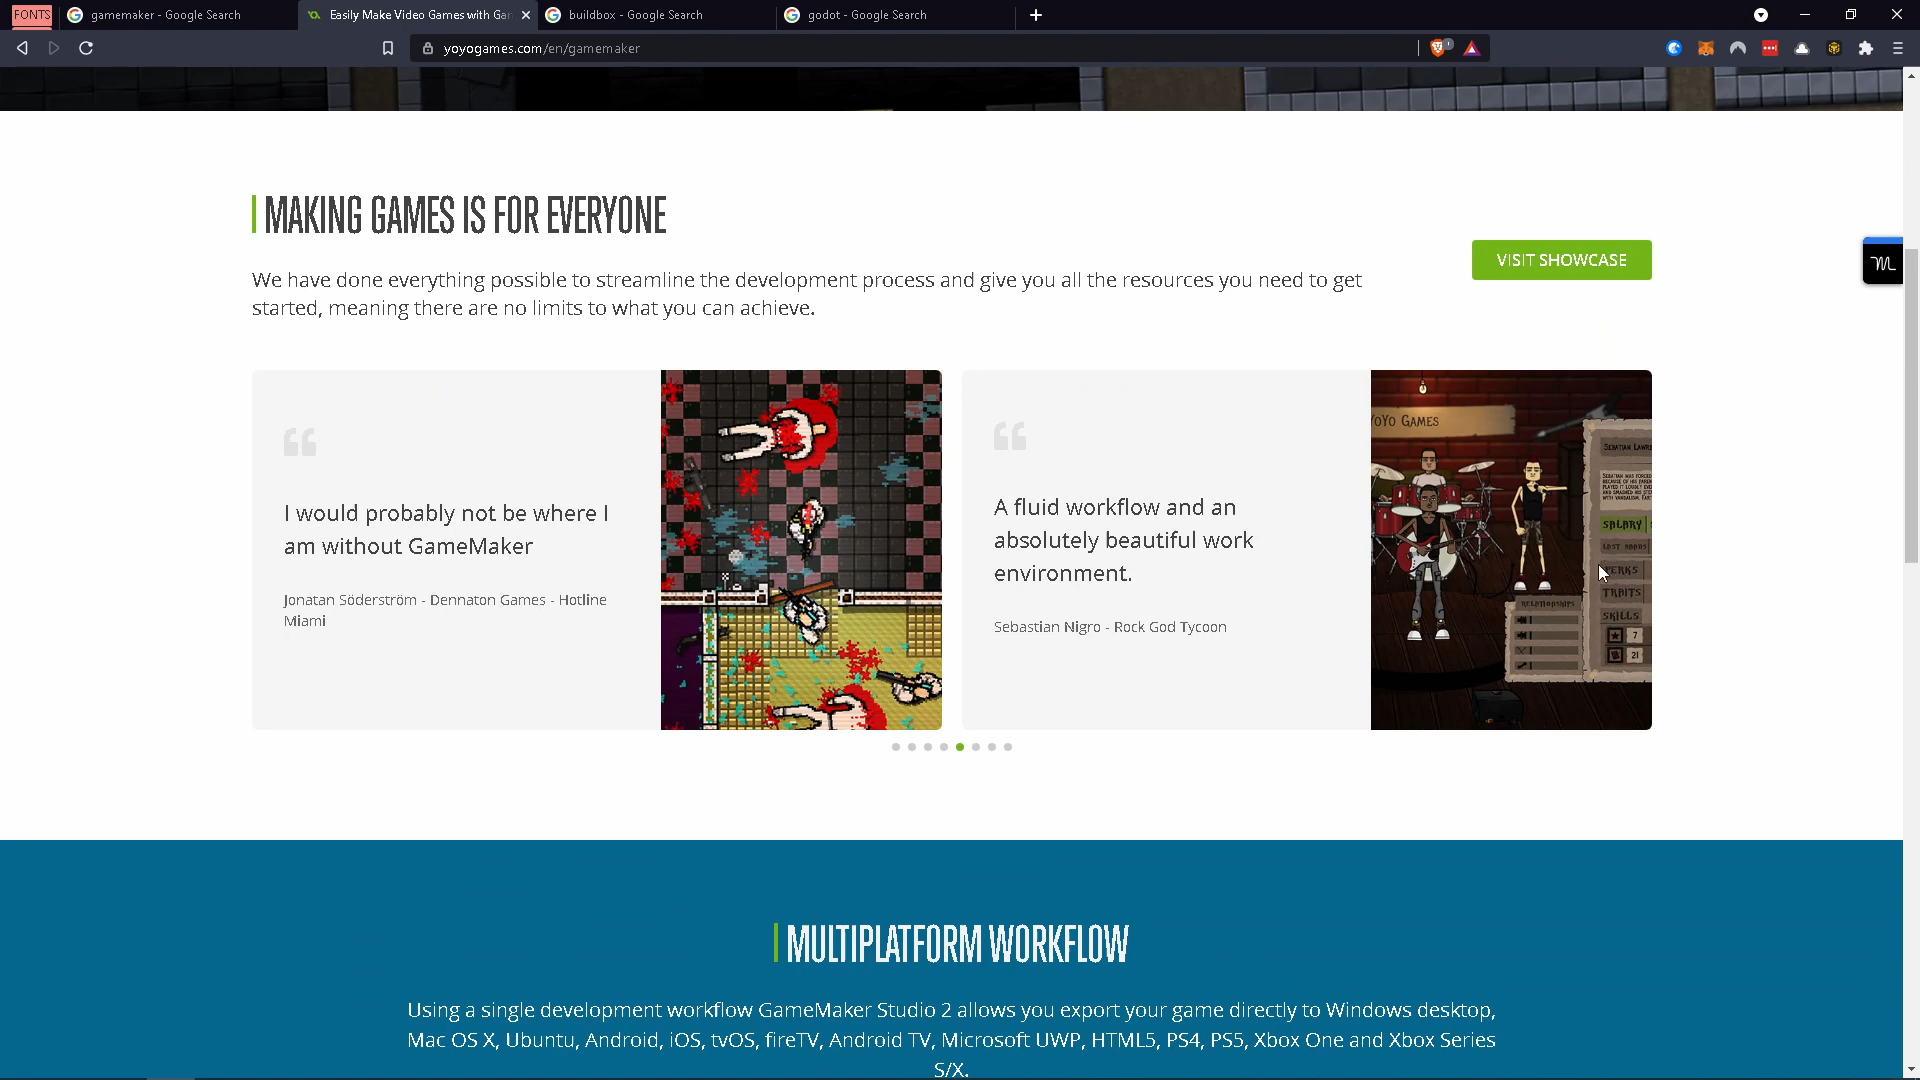 FONTS
gamemaker - Google Search
Easily Make Video Games with Gar
buildbox - Google Search
godot - Google Search
yoyogames.com/en/gamemaker
MAKING GAMES IS FOR EVERYONE
We have done everything possible to streamline the development process and give you all the resources you need to get
started, meaning there are no limits to what you can achieve.
VISIT SHOWCASE
I would probably not be where I
am without GameMaker
Jonatan Söderström - Dennaton Games - Hotline
Miami
A fluid workflow and an
absolutely beautiful work
environment.
Sebastian Nigro - Rock God Tycoon
YoYo Games
SALARY
PERKS
TRAITS
RELATIONSHIPS
SKILLS
7
21
MULTIPLATFORM WORKFLOW
Using a single development workflow GameMaker Studio 2 allows you export your game directly to Windows desktop,
Mac OS X, Ubuntu, Android, iOS, tvOS, fireTV, Android TV, Microsoft UWP, HTML5, PS4, PS5, Xbox One and Xbox Series
S/X.